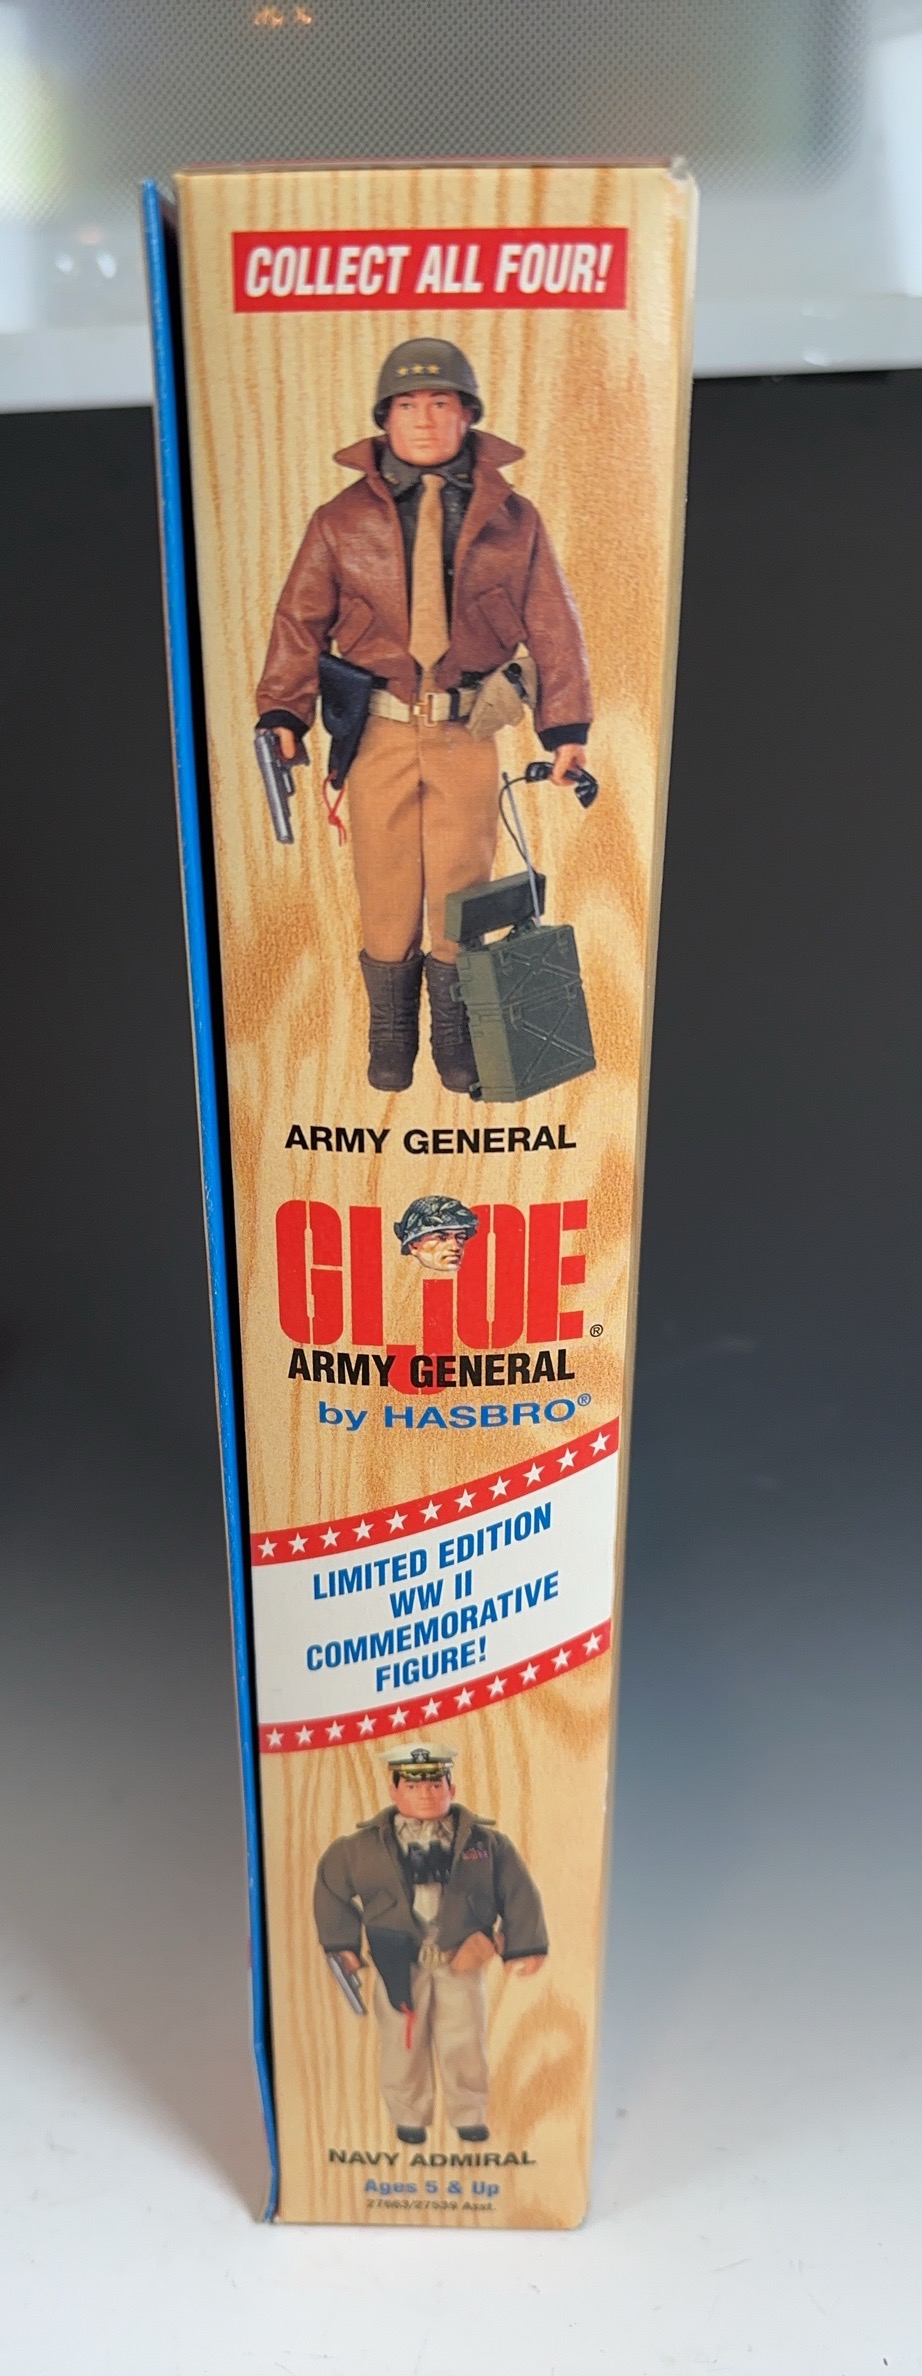 COLLECT ALL FOUR!
ARMY GENERAL
GI JOE®
ARMY GENERAL
by HASBRO®
LIMITED EDITION
WW II
COMMEMORATIVE
FIGURE!
NAVY ADMIRAL
Ages 5 & Up
Asst.